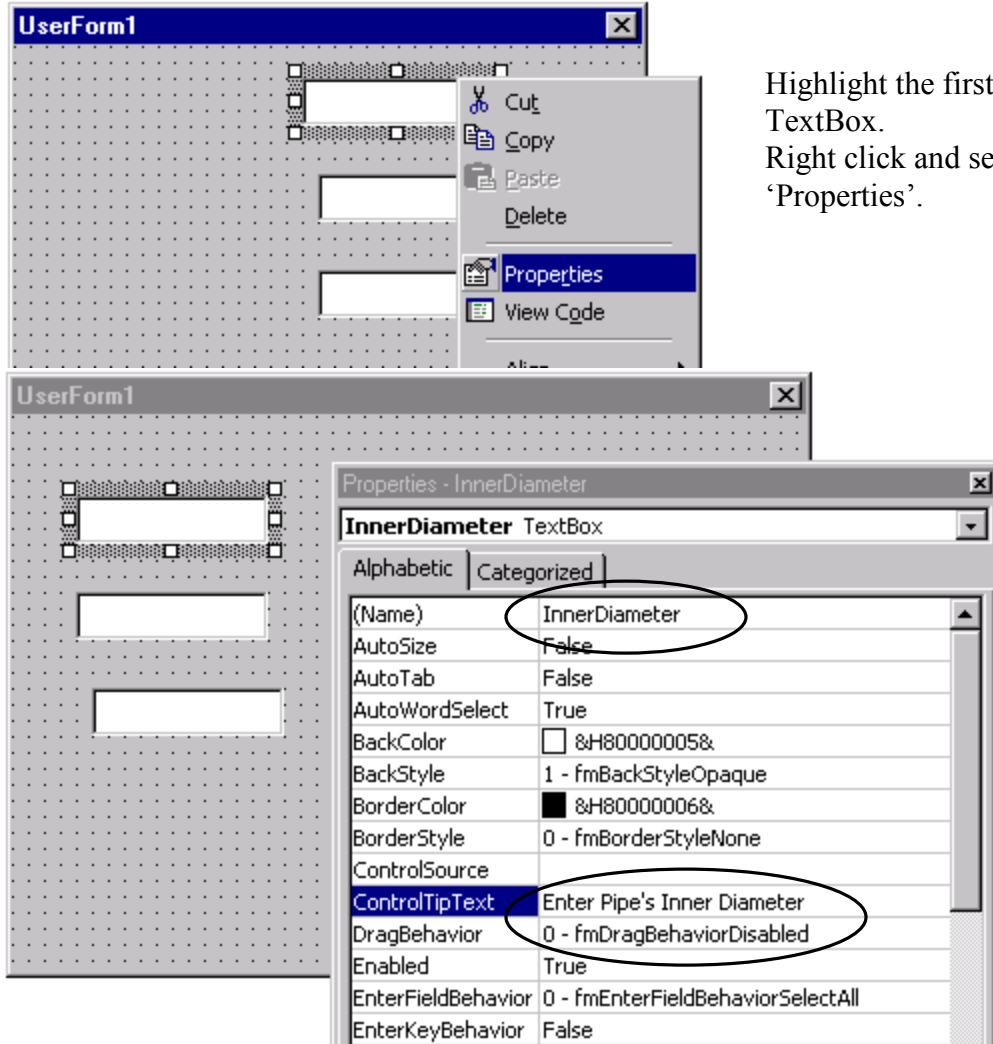 UserForm1
Highlight the first
TextBox.
Right click and se
‘Properties’.
Cut
Copy
Paste
Delete
Properties
View Code
UserForm1
Properties - InnerDiameter
InnerDiameter TextBox
Alphabetic Categorized
(Name) InnerDiameter
AutoSize False
AutoTab False
AutoWordSelect True
BackColor &H80000005&
BackStyle 1 - fmBackStyleOpaque
BorderColor &H80000006&
BorderStyle 0 - fmBorderStyleNone
ControlSource
ControlTipText Enter Pipe's Inner Diameter
DragBehavior 0 - fmDragBehaviorDisabled
Enabled True
EnterFieldBehavior 0 - fmEnterFieldBehaviorSelectAll
EnterKeyBehavior False